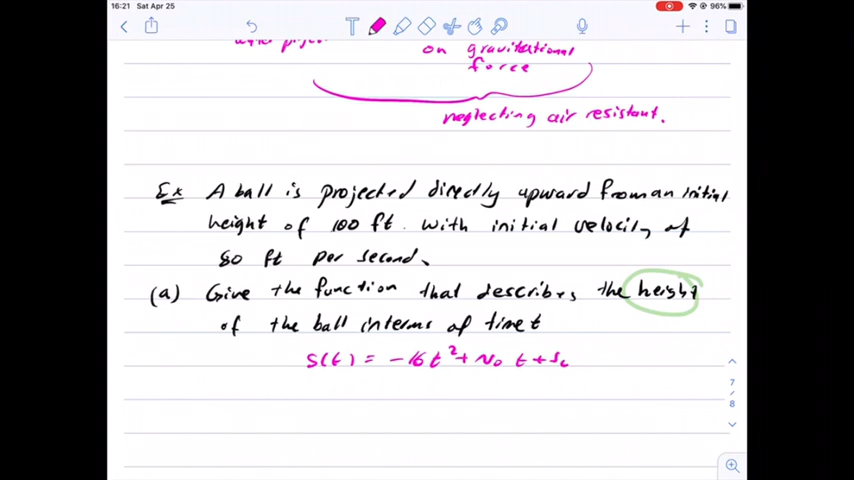 16:21 Sat Apr 25
96%
on gravitational
force
neglecting air resistant.
Ex A ball is projected directly upward from an initial
height of 100 ft. with initial velocity of
80 ft per second.
(a) Give the function that describes the height
of the ball interms of time t
S(t) = -16t² + v₀ t + s₀
7
/
8